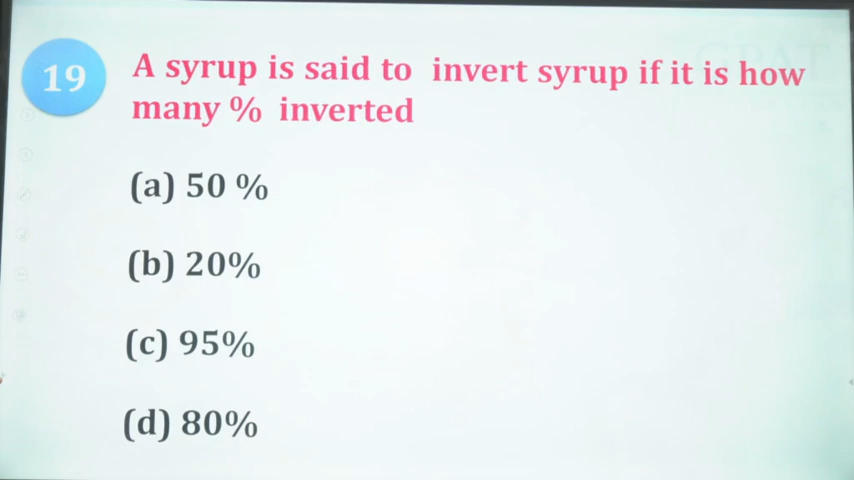 19
A syrup is said to invert syrup if it is how
many % inverted
(a) 50 %
(b) 20%
(c) 95%
(d) 80%